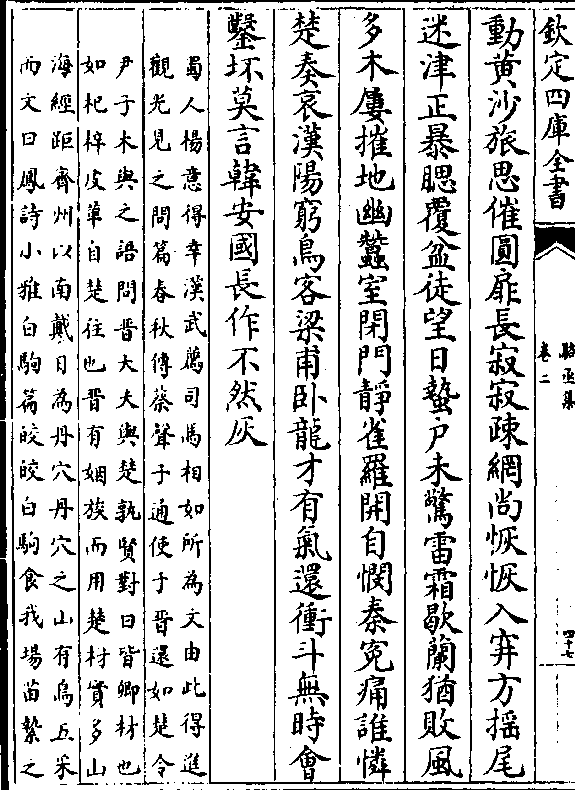 欽定四庫全書
駱丞集
卷二
四十七
動黄沙旅思催圓扉長寂寂疎網尚恢恢入穽方揺尾
迷津正暴腮覆盆徒望日蟄户未驚雷霜歇蘭猶敗風
多木屢摧地幽蠶室閉門靜雀羅開自憫秦寃痛誰憐
楚奏哀漢陽窮鳥客梁甫卧龍才有氣還衝斗無時㑹
鑿坏莫言韓安國長作不然灰
蜀人楊意得幸漢武薦司馬相如所為文由此得進
觀光見之問篇春秋傳蔡聲子通使于晉還如楚令
尹子木與之語問晋大夫與楚孰賢對曰皆卿材也
如杞梓皮革自楚往也晋有姻族而用楚材實多山
海經距齊州以南戴日為丹穴丹穴之山有鳥五采
而文曰鳳詩小雅白駒篇皎皎白駒食我場苗縶之